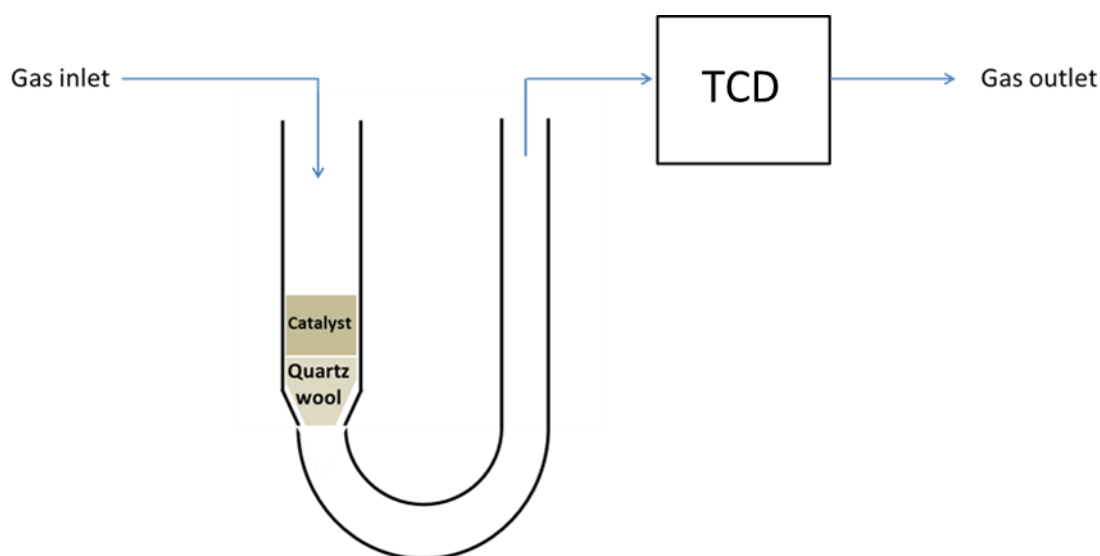 Gas inlet
TCD
Gas outlet
Catalyst
Quartz
wool